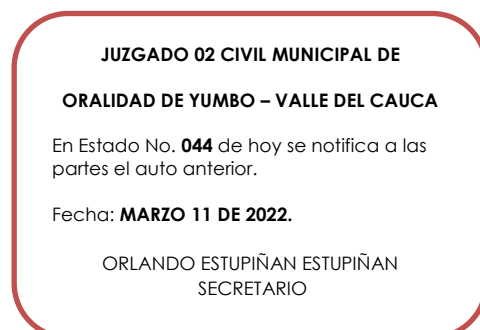 JUZGADO 02 CIVIL MUNICIPAL DE
ORALIDAD DE YUMBO – VALLE DEL CAUCA
En Estado No. 044 de hoy se notifica a las
partes el auto anterior.
Fecha: MARZO 11 DE 2022.
ORLANDO ESTUPIÑAN ESTUPIÑAN
SECRETARIO